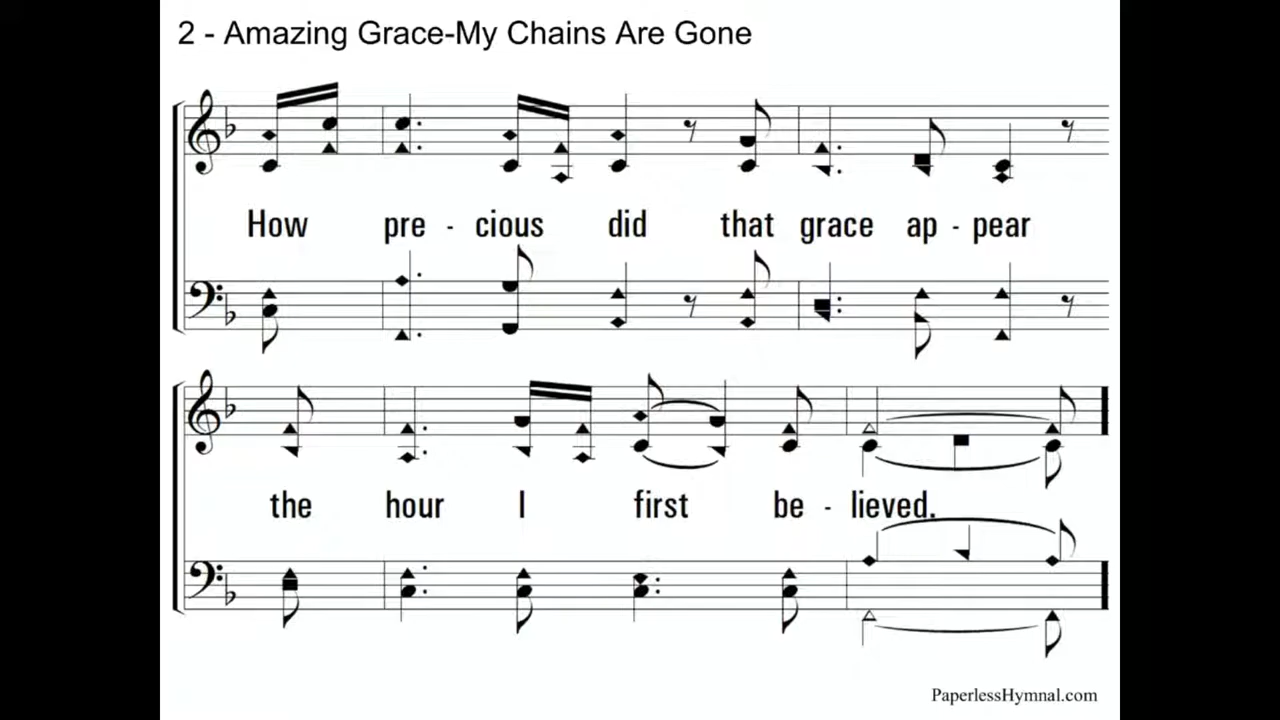 2 - Amazing Grace-My Chains Are Gone
How pre - cious did that grace ap - pear
the hour I first be - lieved.
PaperlessHymnal.com